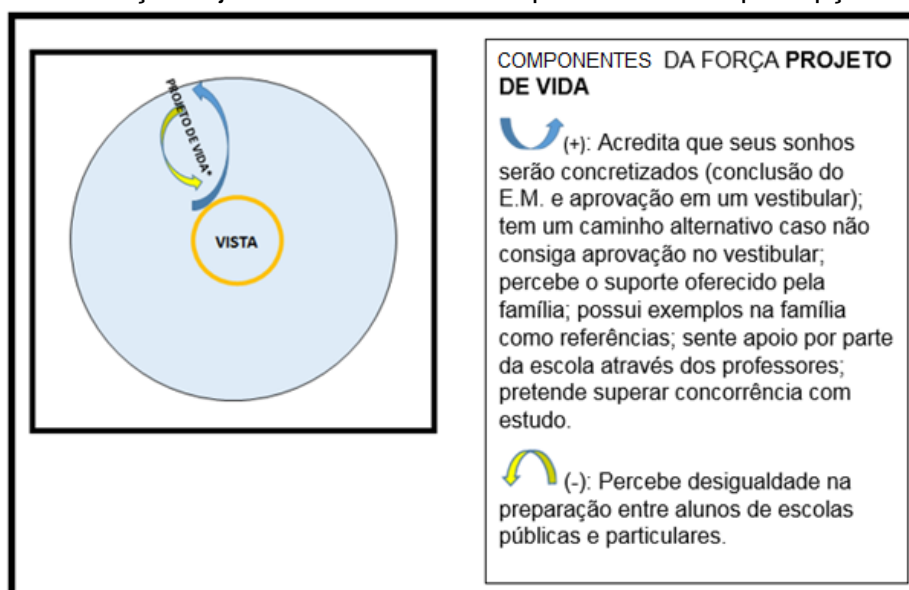 PROJETO DE VIDA*
VISTA
COMPONENTES DA FORÇA PROJETO
DE VIDA
(+): Acredita que seus sonhos
serão concretizados (conclusão do
E.M. e aprovação em um vestibular);
tem um caminho alternativo caso não
consiga aprovação no vestibular;
percebe o suporte oferecido pela
família; possui exemplos na família
como referências; sente apoio por parte
da escola através dos professores;
pretende superar concorrência com
estudo.
(-): Percebe desigualdade na
preparação entre alunos de escolas
públicas e particulares.